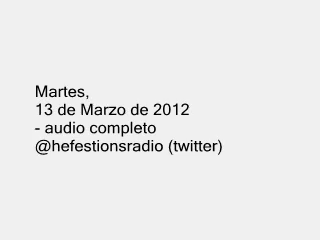 Martes,
13 de Marzo de 2012
- audio completo
@hefestionsradio (twitter)